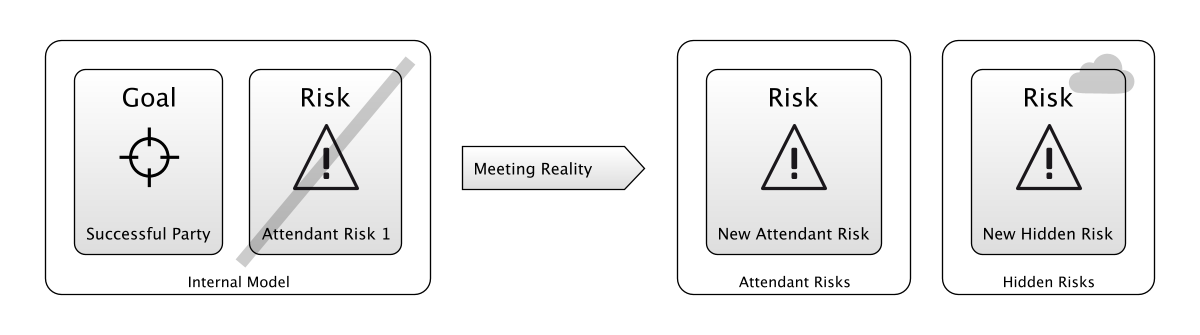 Goal
Successful Party
Risk
Attendant Risk 1
Internal Model
Meeting Reality
Risk
New Attendant Risk
Attendant Risks
Risk
New Hidden Risk
Hidden Risks